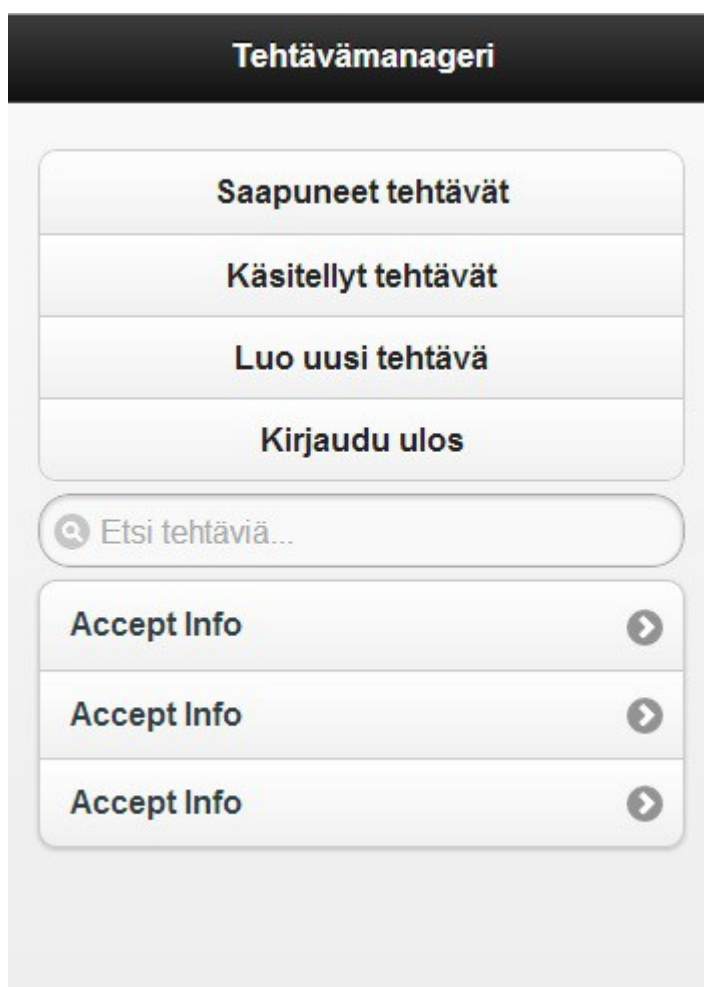 Tehtävämanageri
Saapuneet tehtävät
Käsitellyt tehtävät
Luo uusi tehtävä
Kirjaudu ulos
Etsi tehtäviä...
Accept Info
Accept Info
Accept Info